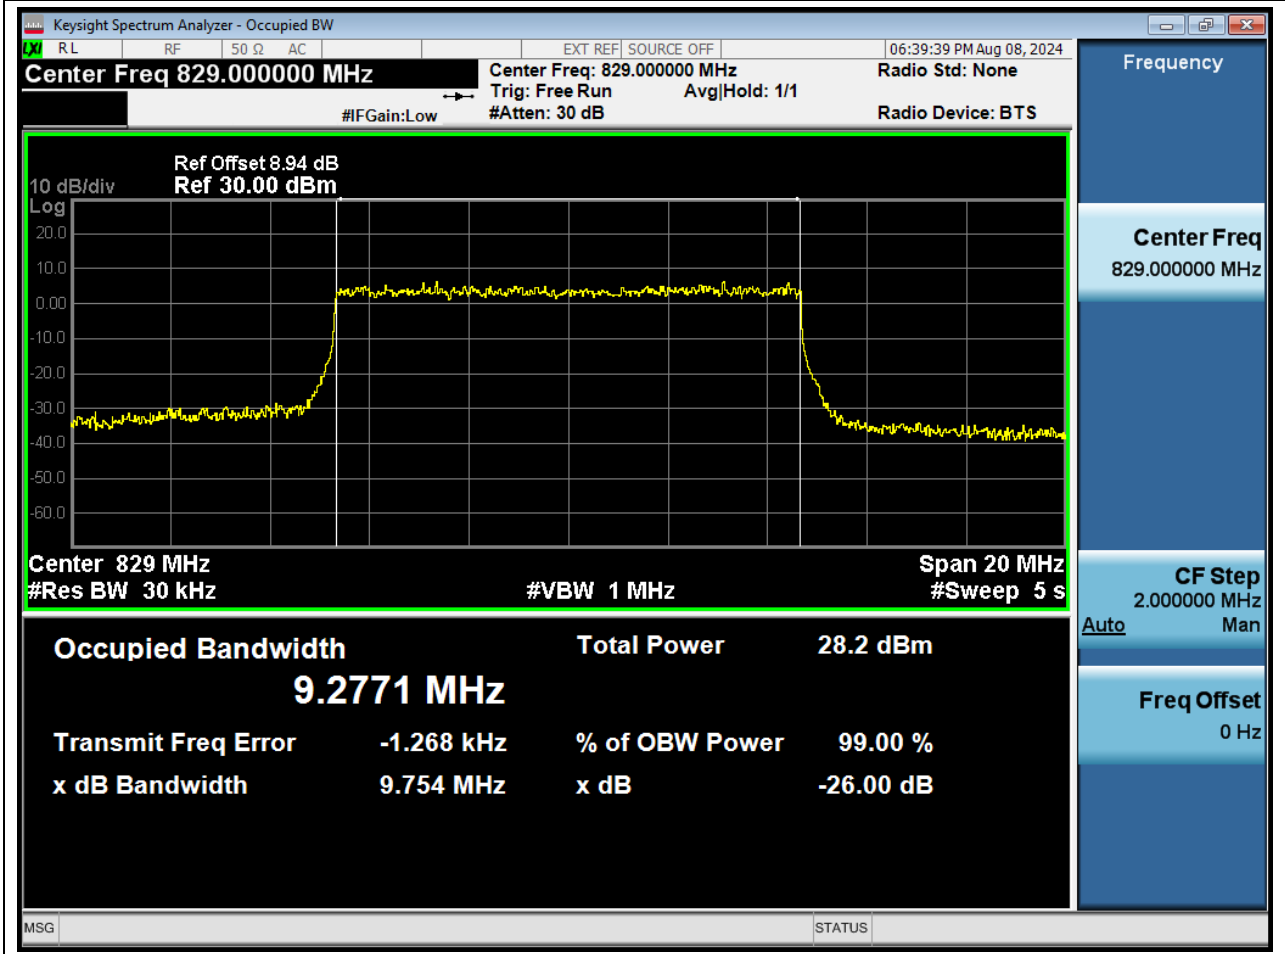 Keysight Spectrum Analyzer - Occupied BW
LXI RL RF 50 Ω AC EXT REF SOURCE OFF 06:39:39 PM Aug 08, 2024
Center Freq 829.000000 MHz
Center Freq: 829.000000 MHz
Radio Std: None
Trig: Free Run Avg|Hold: 1/1
#IFGain:Low
#Atten: 30 dB
Radio Device: BTS
Ref Offset 8.94 dB
10 dB/div Ref 30.00 dBm
Log
20.0
10.0
0.00
-10.0
-20.0
-30.0
-40.0
-50.0
-60.0
Center 829 MHz Span 20 MHz
#Res BW 30 kHz #VBW 1 MHz #Sweep 5 s
Occupied Bandwidth Total Power 28.2 dBm
9.2771 MHz
Transmit Freq Error -1.268 kHz % of OBW Power 99.00 %
x dB Bandwidth 9.754 MHz x dB -26.00 dB
Frequency
Center Freq
829.000000 MHz
CF Step
2.000000 MHz
Auto Man
Freq Offset
0 Hz
MSG STATUS